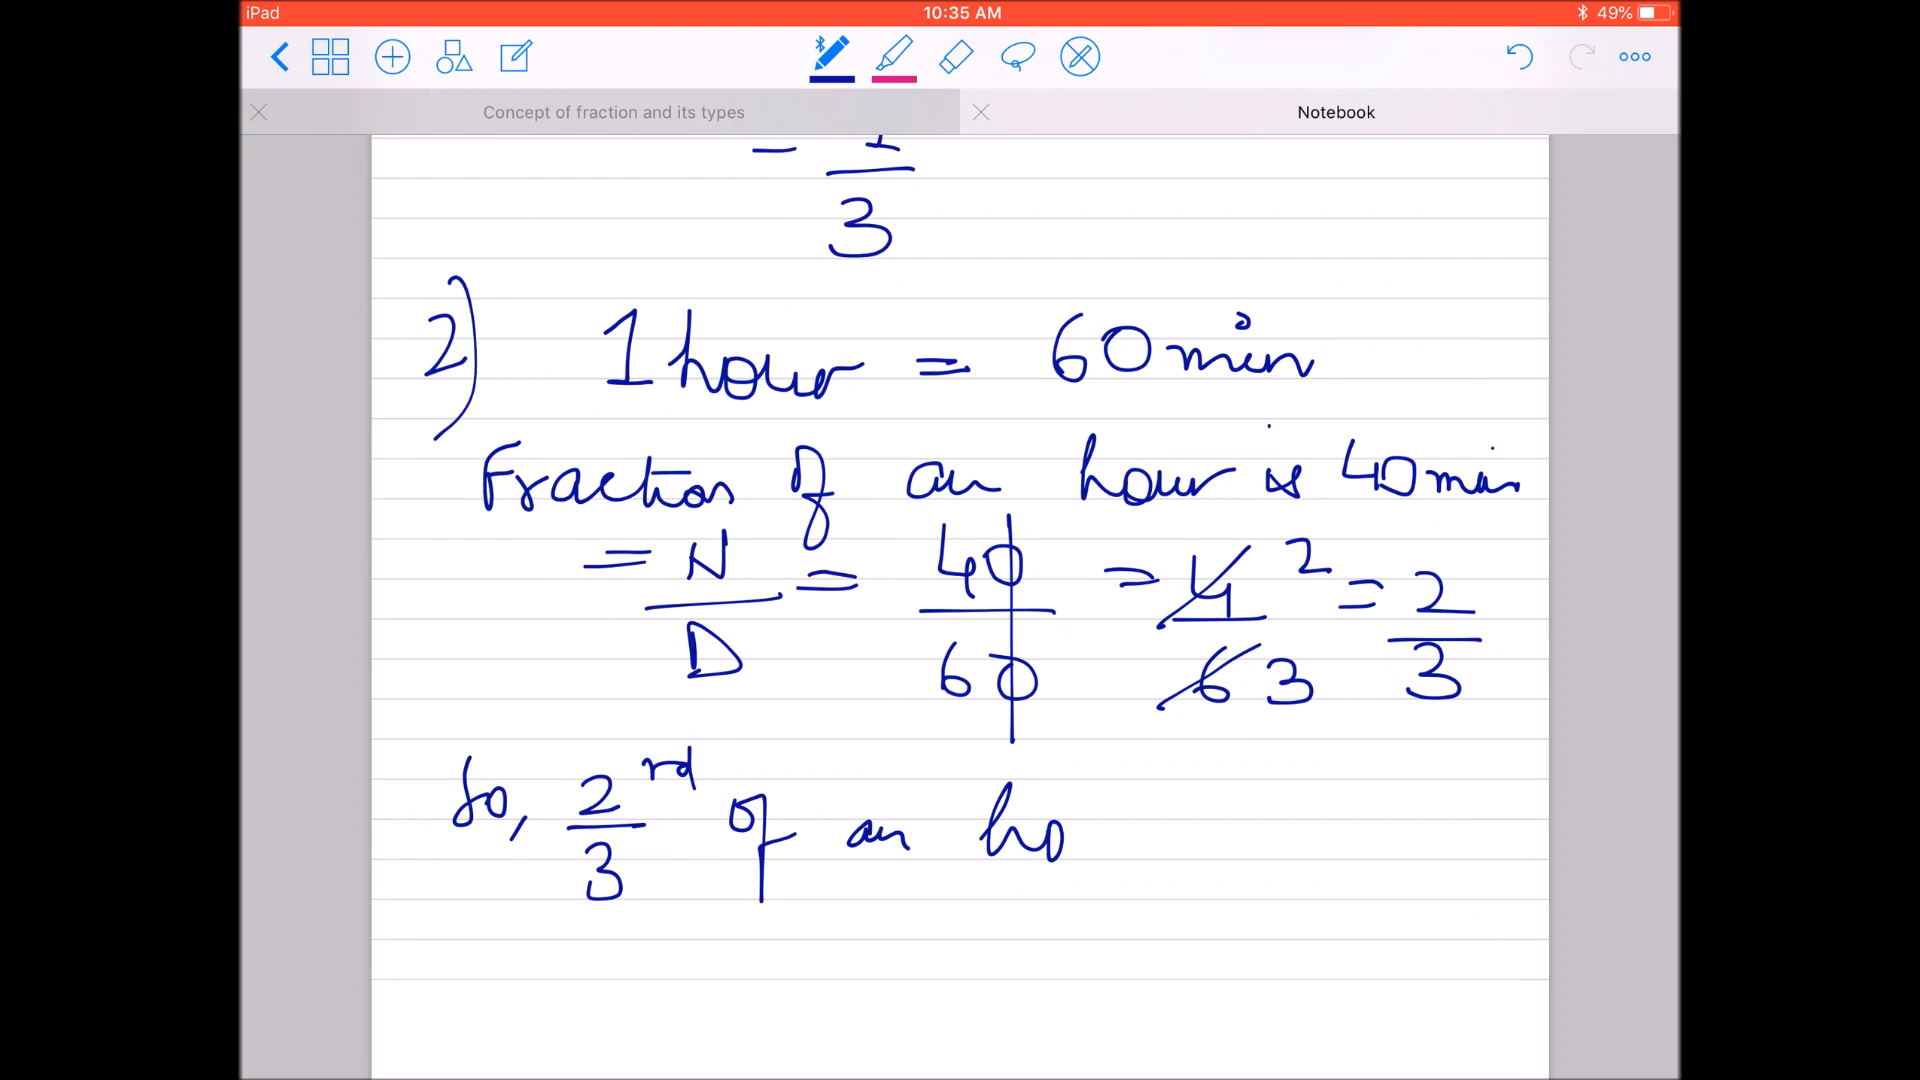 iPad 10:35 AM 49%
Concept of fraction and its types Notebook
= 1/3
2) 1 hour = 60 min
Fraction of an hour is 40 min
= N/D = 40/60 = 4/6 2/3 = 2/3
So, 2/3 rd of an ho